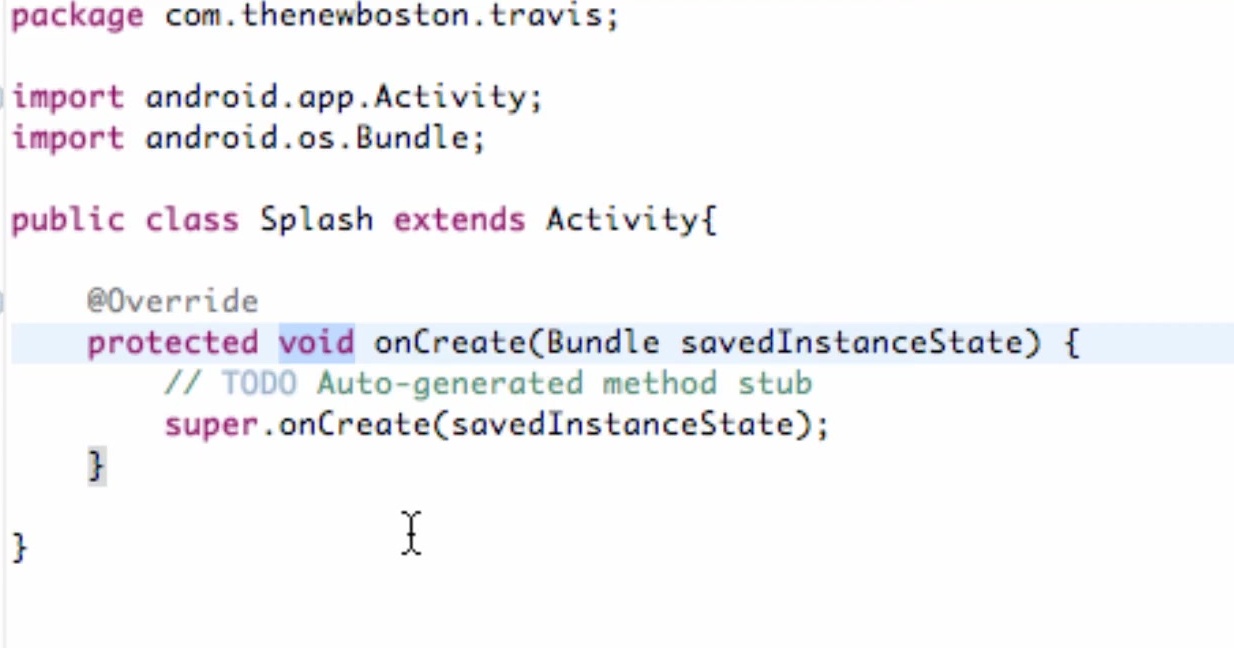 package com.thenewboston.travis;
import android.app.Activity;
import android.os.Bundle;
public class Splash extends Activity{
@Override
protected void onCreate(Bundle savedInstanceState) {
// TODO Auto-generated method stub
super.onCreate(savedInstanceState);
}
}